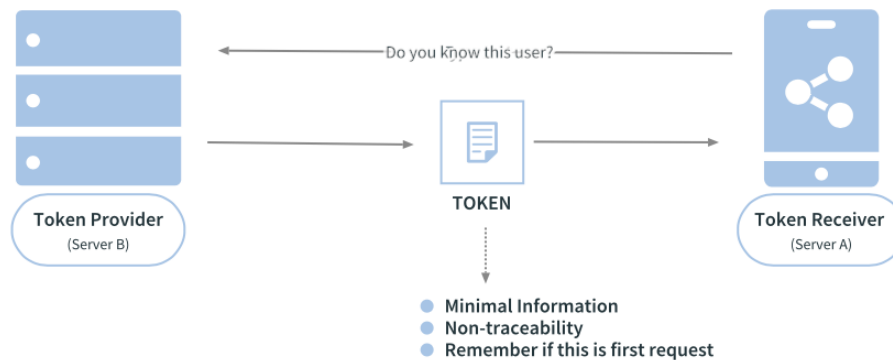 Do you know this user?
TOKEN
Token Provider
(Server B)
Token Receiver
(Server A)
Minimal Information
Non-traceability
Remember if this is first request